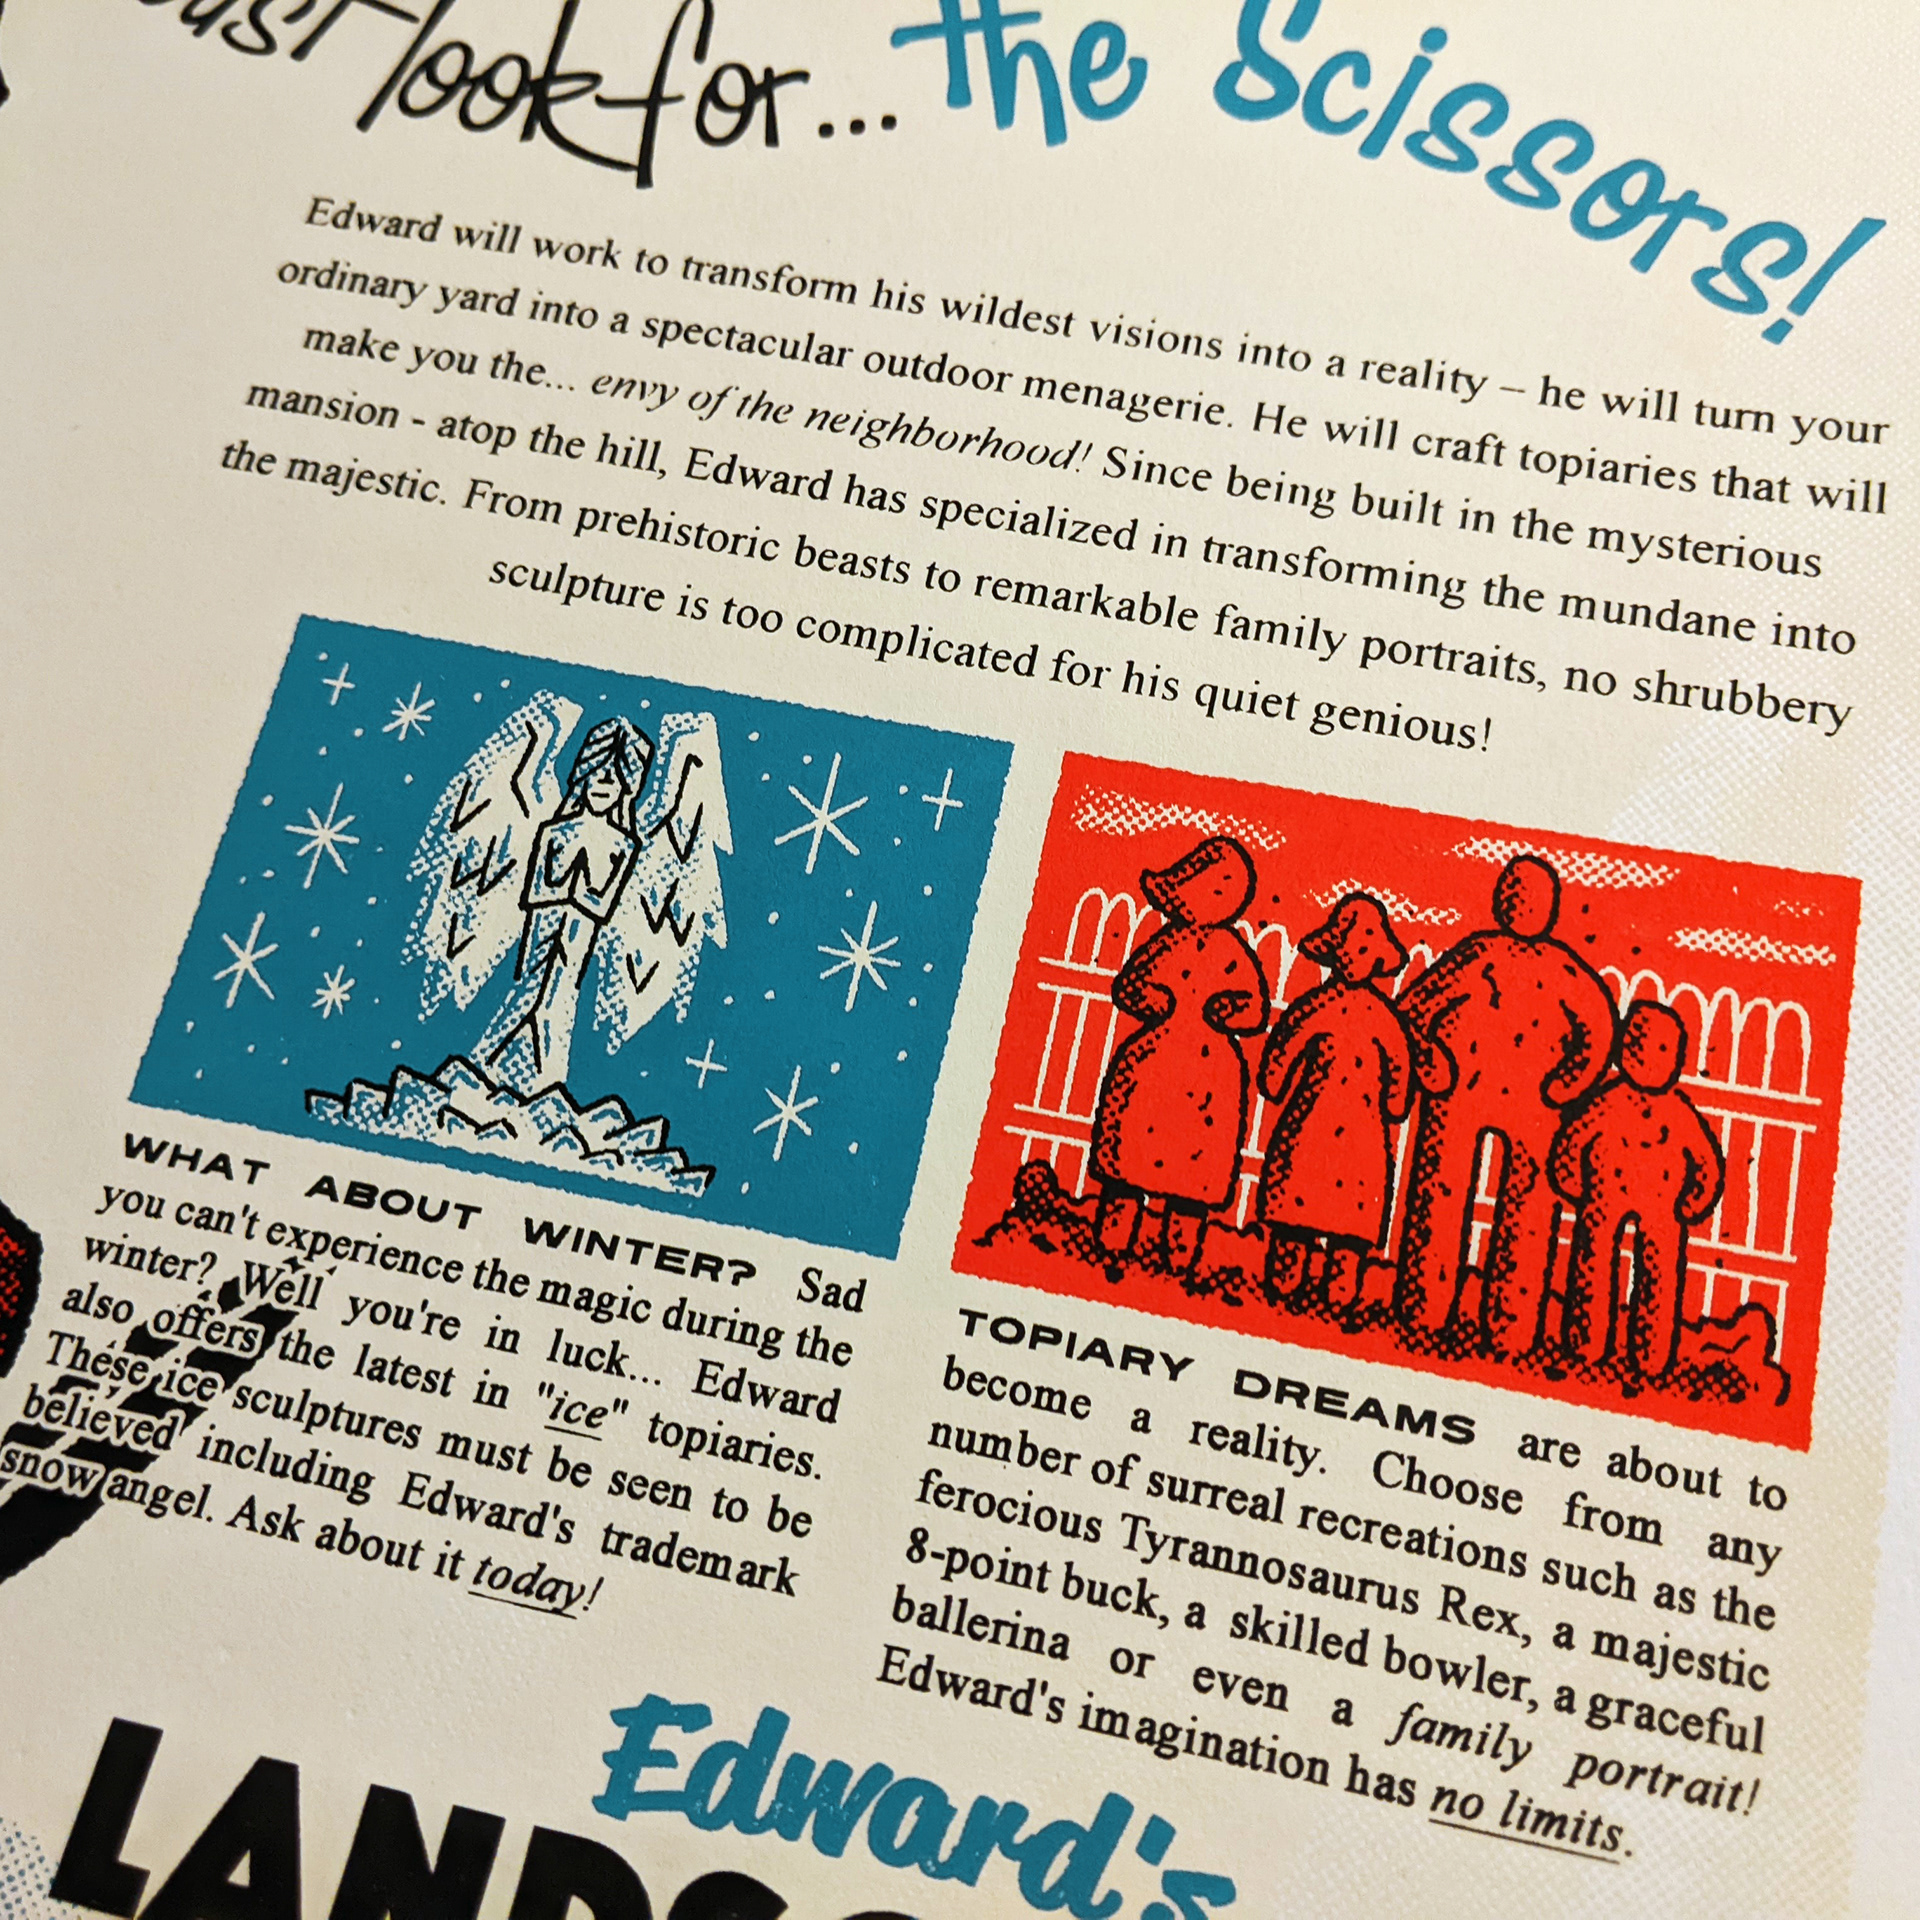 look for... the Scissors!
Edward will work to transform his wildest visions into a reality – he will turn your
ordinary yard into a spectacular outdoor menagerie. He will craft topiaries that will
make you the... envy of the neighborhood! Since being built in the mysterious
mansion - atop the hill, Edward has specialized in transforming the mundane into
the majestic. From prehistoric beasts to remarkable family portraits, no shrubbery
sculpture is too complicated for his quiet genious!
WHAT ABOUT WINTER? Sad
you can't experience the magic during the
winter? Well you're in luck... Edward
also offers the latest in "ice" topiaries.
These ice sculptures must be seen to be
believed including Edward's trademark
snow angel. Ask about it today!
TOPIARY DREAMS are about to
become a reality. Choose from any
number of surreal recreations such as the
ferocious Tyrannosaurus Rex, a majestic
8-point buck, a skilled bowler, a graceful
ballerina or even a family portrait!
Edward's imagination has no limits.
Edward's